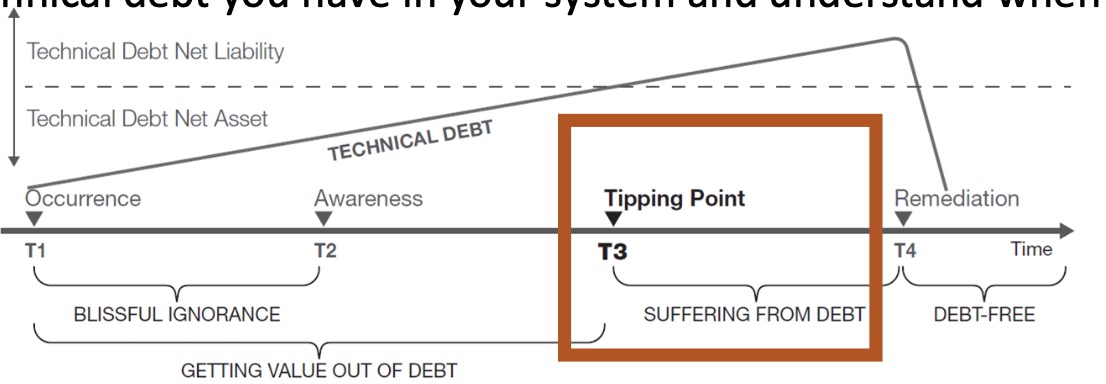 nnical debt you have in your system and understand when
Technical Debt Net Liability
Technical Debt Net Asset
TECHNICAL DEBT
Occurrence
Awareness
Tipping Point
Remediation
T1
T2
T3
T4
Time
BLISSFUL IGNORANCE
SUFFERING FROM DEBT
DEBT-FREE
GETTING VALUE OUT OF DEBT